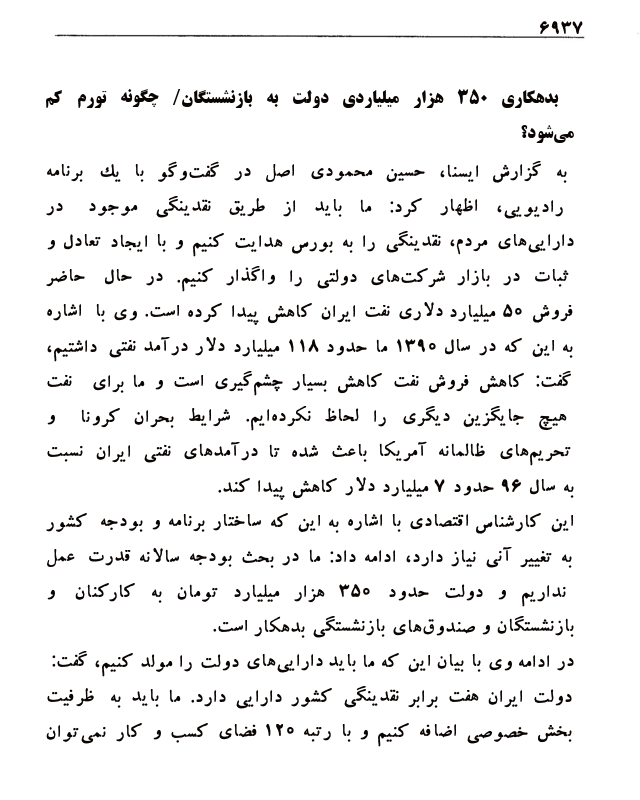 ۶۹۳۷
بدهکاری ۳۵۰ هزار میلیاردی دولت به بازنشستگان/ چگونه تورم کم
می‌شود؟
به گزارش ایسنا، حسین محمودی اصل در گفت‌وگو با یك برنامه
رادیویی، اظهار کرد: ما باید از طریق نقدینگی موجود در
دارایی‌های مردم، نقدینگی را به بورس هدایت کنیم و با ایجاد تعادل و
ثبات در بازار شرکت‌های دولتی را واگذار کنیم. در حال حاضر
فروش ۵۰ میلیارد دلاری نفت ایران کاهش پیدا کرده است. وی با اشاره
به این که در سال ۱۳۹۰ ما حدود ۱۱۸ میلیارد دلار درآمد نفتی داشتیم،
گفت: کاهش فروش نفت کاهش بسیار چشم‌گیری است و ما برای نفت
هیچ جایگزین دیگری را لحاظ نکرده‌ایم. شرایط بحران کرونا و
تحریم‌های ظالمانه آمریکا باعث شده تا درآمدهای نفتی ایران نسبت
به سال ۹۶ حدود ۷ میلیارد دلار کاهش پیدا کند.
این کارشناس اقتصادی با اشاره به این که ساختار برنامه و بودجه کشور
به تغییر آنی نیاز دارد، ادامه داد: ما در بحث بودجه سالانه قدرت عمل
نداریم و دولت حدود ۳۵۰ هزار میلیارد تومان به کارکنان و
بازنشستگان و صندوق‌های بازنشستگی بدهکار است.
در ادامه وی با بیان این که ما باید دارایی‌های دولت را مولد کنیم، گفت:
دولت ایران هفت برابر نقدینگی کشور دارایی دارد. ما باید به ظرفیت
بخش خصوصی اضافه کنیم و با رتبه ۱۲۰ فضای کسب و کار نمی‌توان